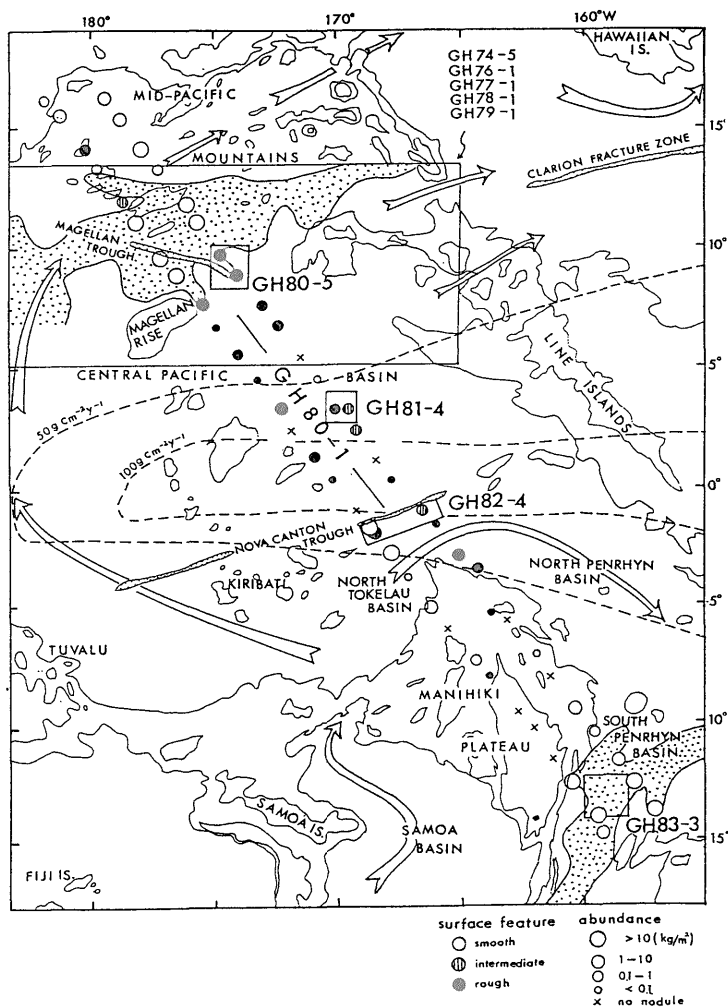 180°
170°
160°W
HAWAIIAN
IS.
GH74-5
GH76-1
GH77-1
GH78-1
GH79-1
MID-PACIFIC
MOUNTAINS
15°
CLARION FRACTURE ZONE
MAGELLAN
TROUGH
10°
GH80-5
MAGELLAN
RISE
LINE ISLANDS
5°
CENTRAL PACIFIC BASIN
50g cm⁻²y⁻¹
GH80-1
GH81-4
100g cm⁻²y⁻¹
0°
GH82-4
NOVA CANTON
TROUGH
KIRIBATI
NORTH
TOKELAU
BASIN
NORTH PENRHYN
BASIN
-5°
TUVALU
MANIHIKI
PLATEAU
10°
SOUTH
PENRHYN
BASIN
SAMOA IS.
SAMOA
BASIN
GH83-3
15°
FIJI IS.
surface feature
smooth
intermediate
rough
abundance
>10 (kg/m²)
1-10
0.1-1
<0.1
× no nodule